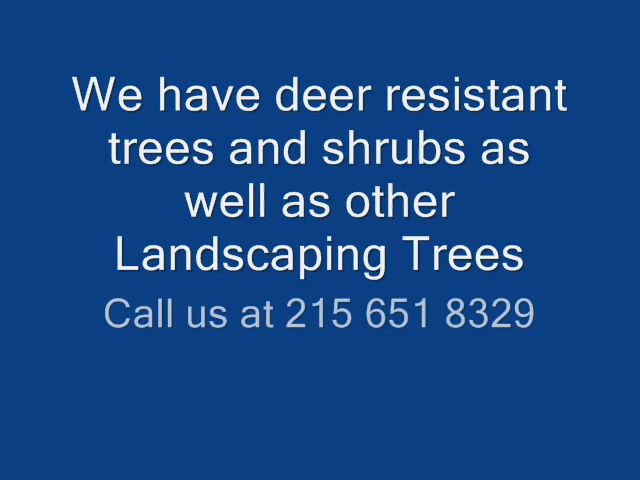 We have deer resistant
trees and shrubs as
well as other
Landscaping Trees
Call us at 215 651 8329